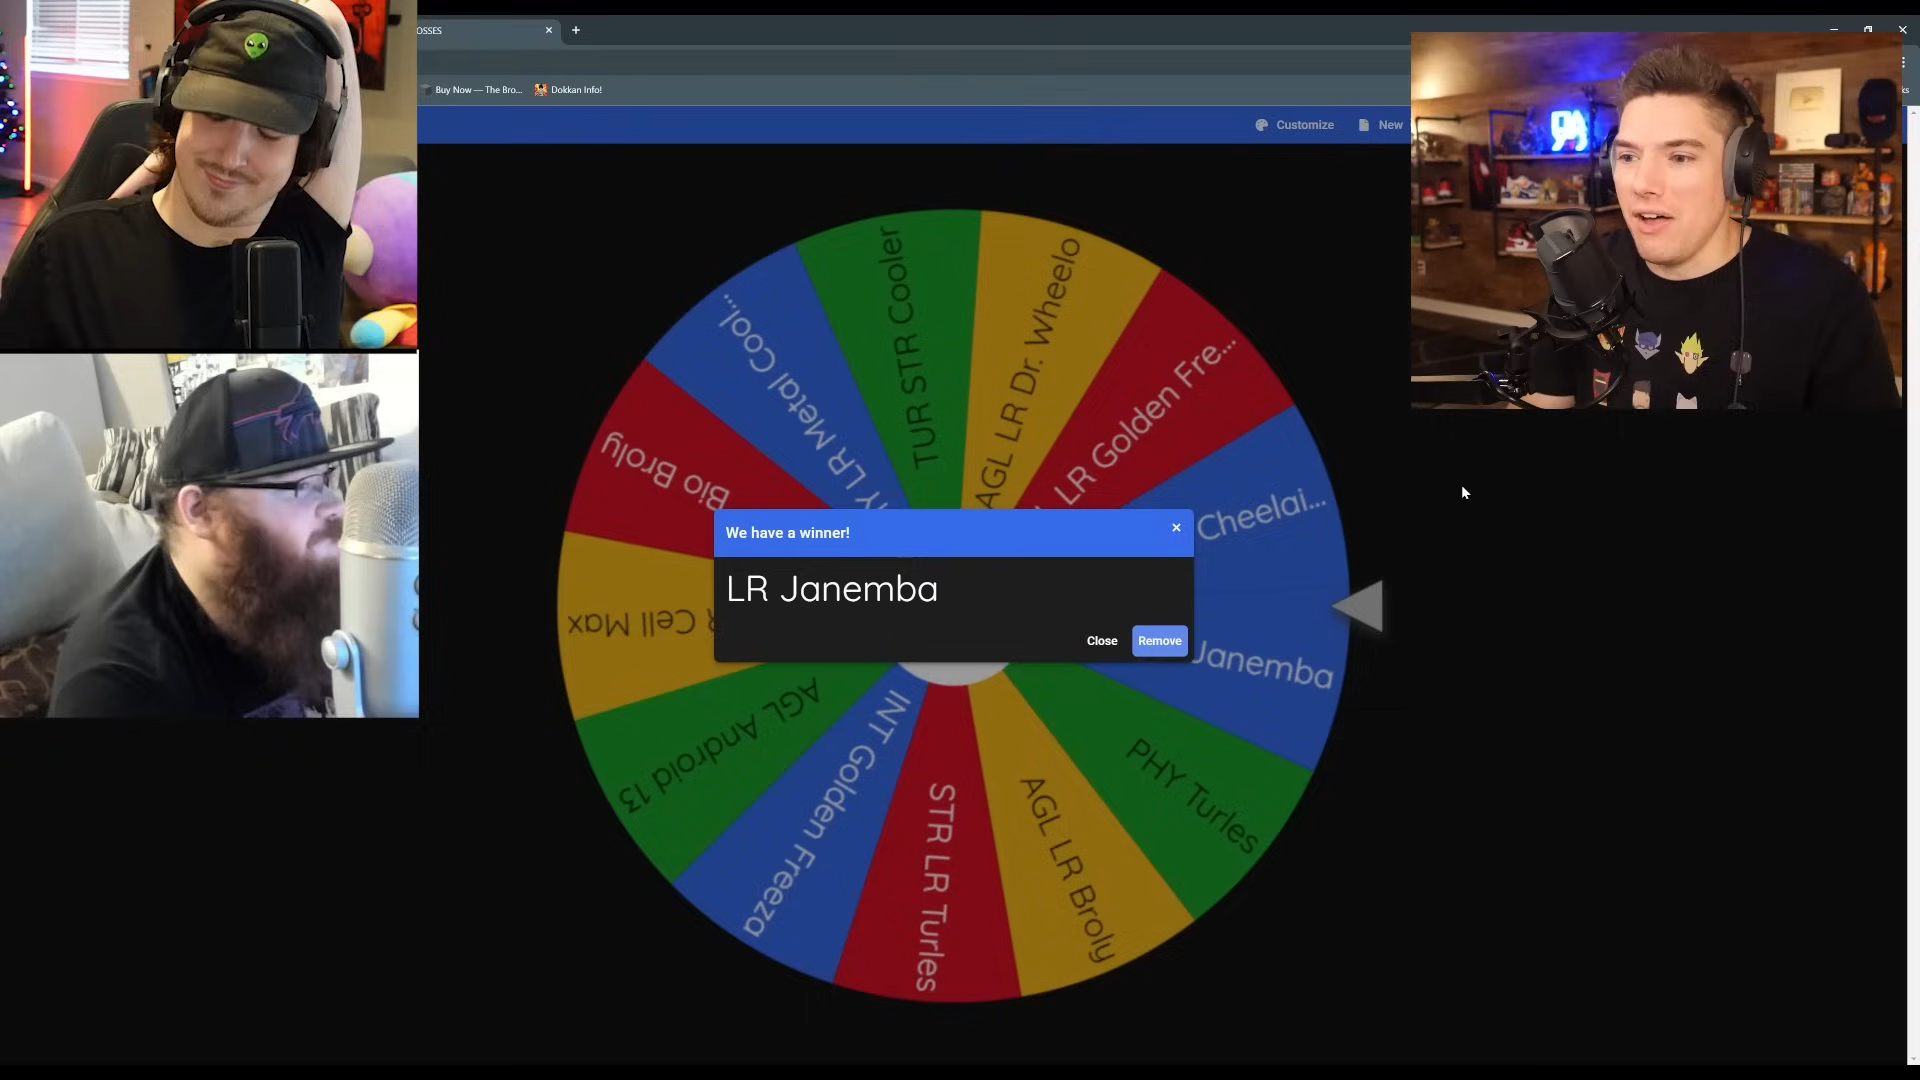 OSSES
Buy Now — The Bro...
Dokkan Info!
Customize
New
TUR STR Cooler
AGL LR Dr. Wheelo
LR Golden Fre...
Cheelai...
Janemba
PHY Turles
AGL LR Broly
STR LR Turles
INT Golden Freeza
AGL Android 13
Cell Max
Bio Broly
LR Metal Cool...
We have a winner!
LR Janemba
Close
Remove